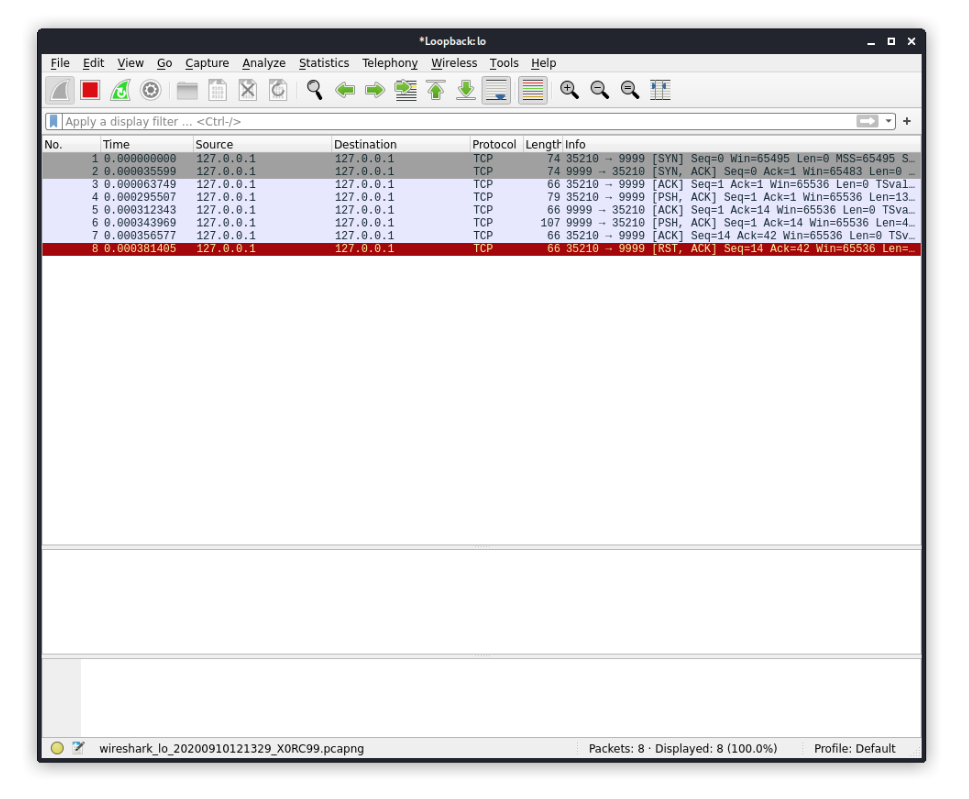 *Loopback: lo
File Edit View Go Capture Analyze Statistics Telephony Wireless Tools Help
Apply a display filter ... <Ctrl-/>
+
No. Time Source Destination Protocol Length Info
1 0.000000000 127.0.0.1 127.0.0.1 TCP 74 35210 → 9999 [SYN] Seq=0 Win=65495 Len=0 MSS=65495 S…
2 0.000035599 127.0.0.1 127.0.0.1 TCP 74 9999 → 35210 [SYN, ACK] Seq=0 Ack=1 Win=65483 Len=0 …
3 0.000063749 127.0.0.1 127.0.0.1 TCP 66 35210 → 9999 [ACK] Seq=1 Ack=1 Win=65536 Len=0 TSval…
4 0.000295507 127.0.0.1 127.0.0.1 TCP 79 35210 → 9999 [PSH, ACK] Seq=1 Ack=1 Win=65536 Len=13…
5 0.000312343 127.0.0.1 127.0.0.1 TCP 66 9999 → 35210 [ACK] Seq=1 Ack=14 Win=65536 Len=0 TSva…
6 0.000343969 127.0.0.1 127.0.0.1 TCP 107 9999 → 35210 [PSH, ACK] Seq=1 Ack=14 Win=65536 Len=4…
7 0.000356577 127.0.0.1 127.0.0.1 TCP 66 35210 → 9999 [ACK] Seq=14 Ack=42 Win=65536 Len=0 TSv…
8 0.000381405 127.0.0.1 127.0.0.1 TCP 66 35210 → 9999 [RST, ACK] Seq=14 Ack=42 Win=65536 Len=…
wireshark_lo_20200910121329_X0RC99.pcapng Packets: 8 · Displayed: 8 (100.0%) Profile: Default